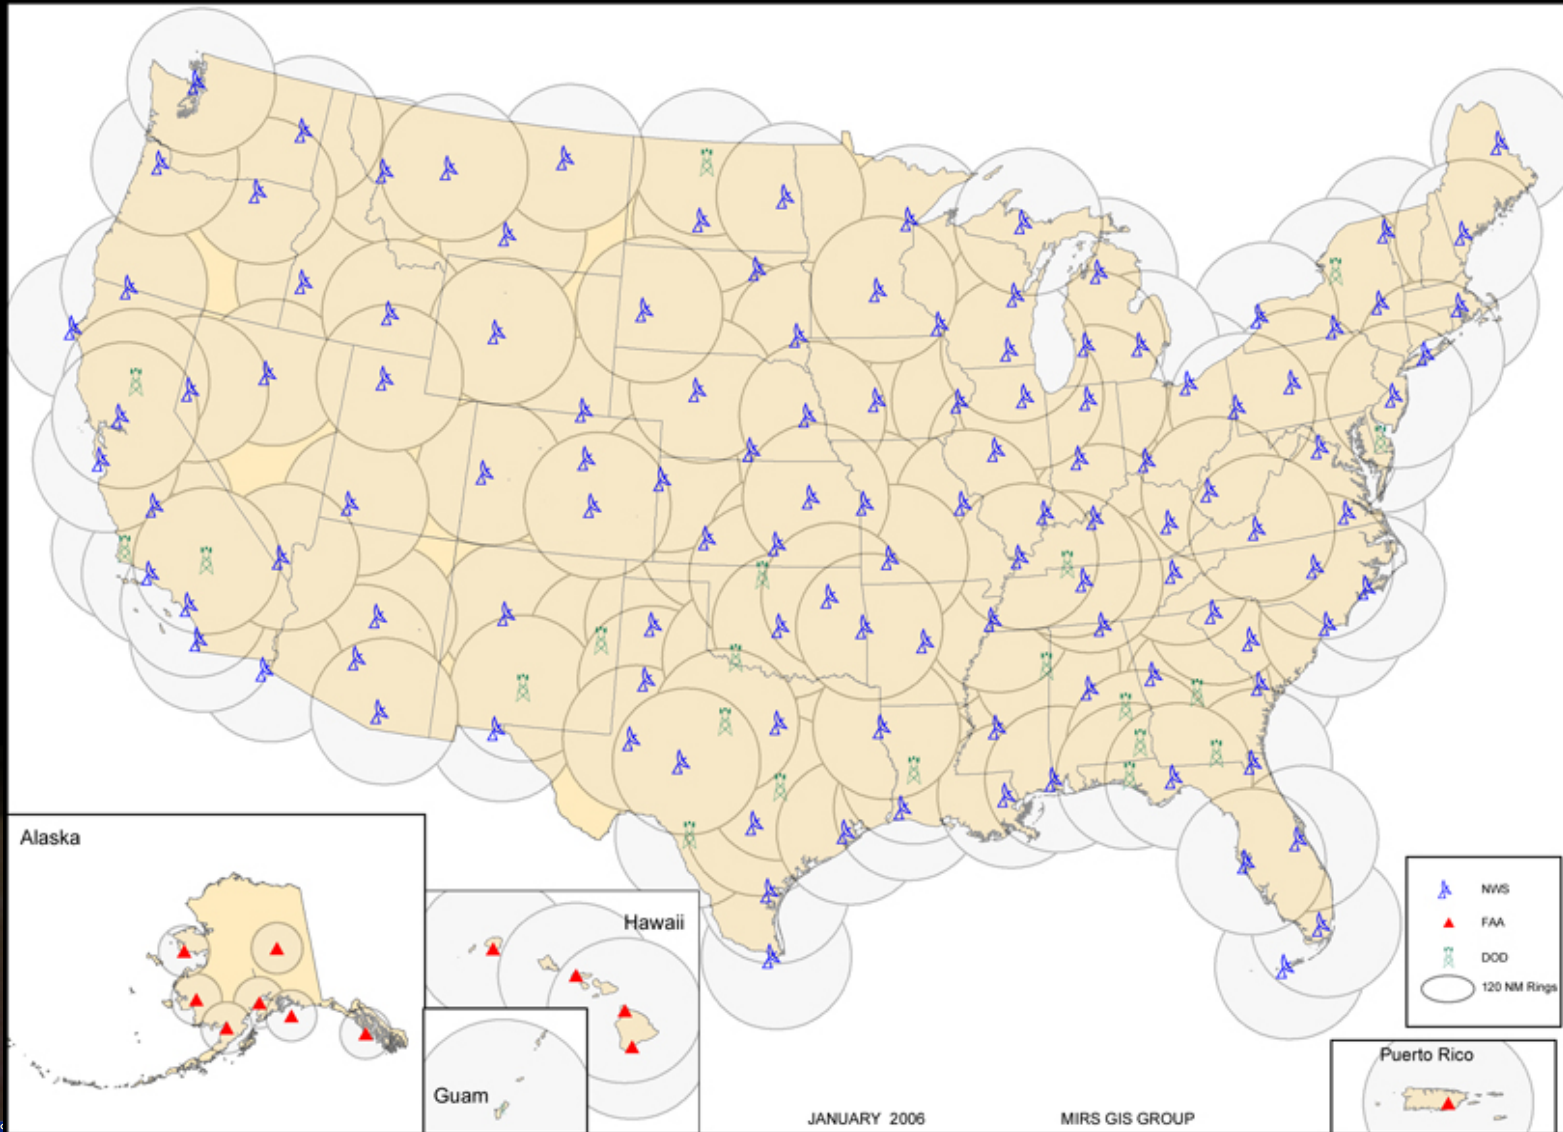 Alaska
Hawaii
Guam
NWS
FAA
DOD
120 NM Rings
Puerto Rico
JANUARY 2006
MIRS GIS GROUP